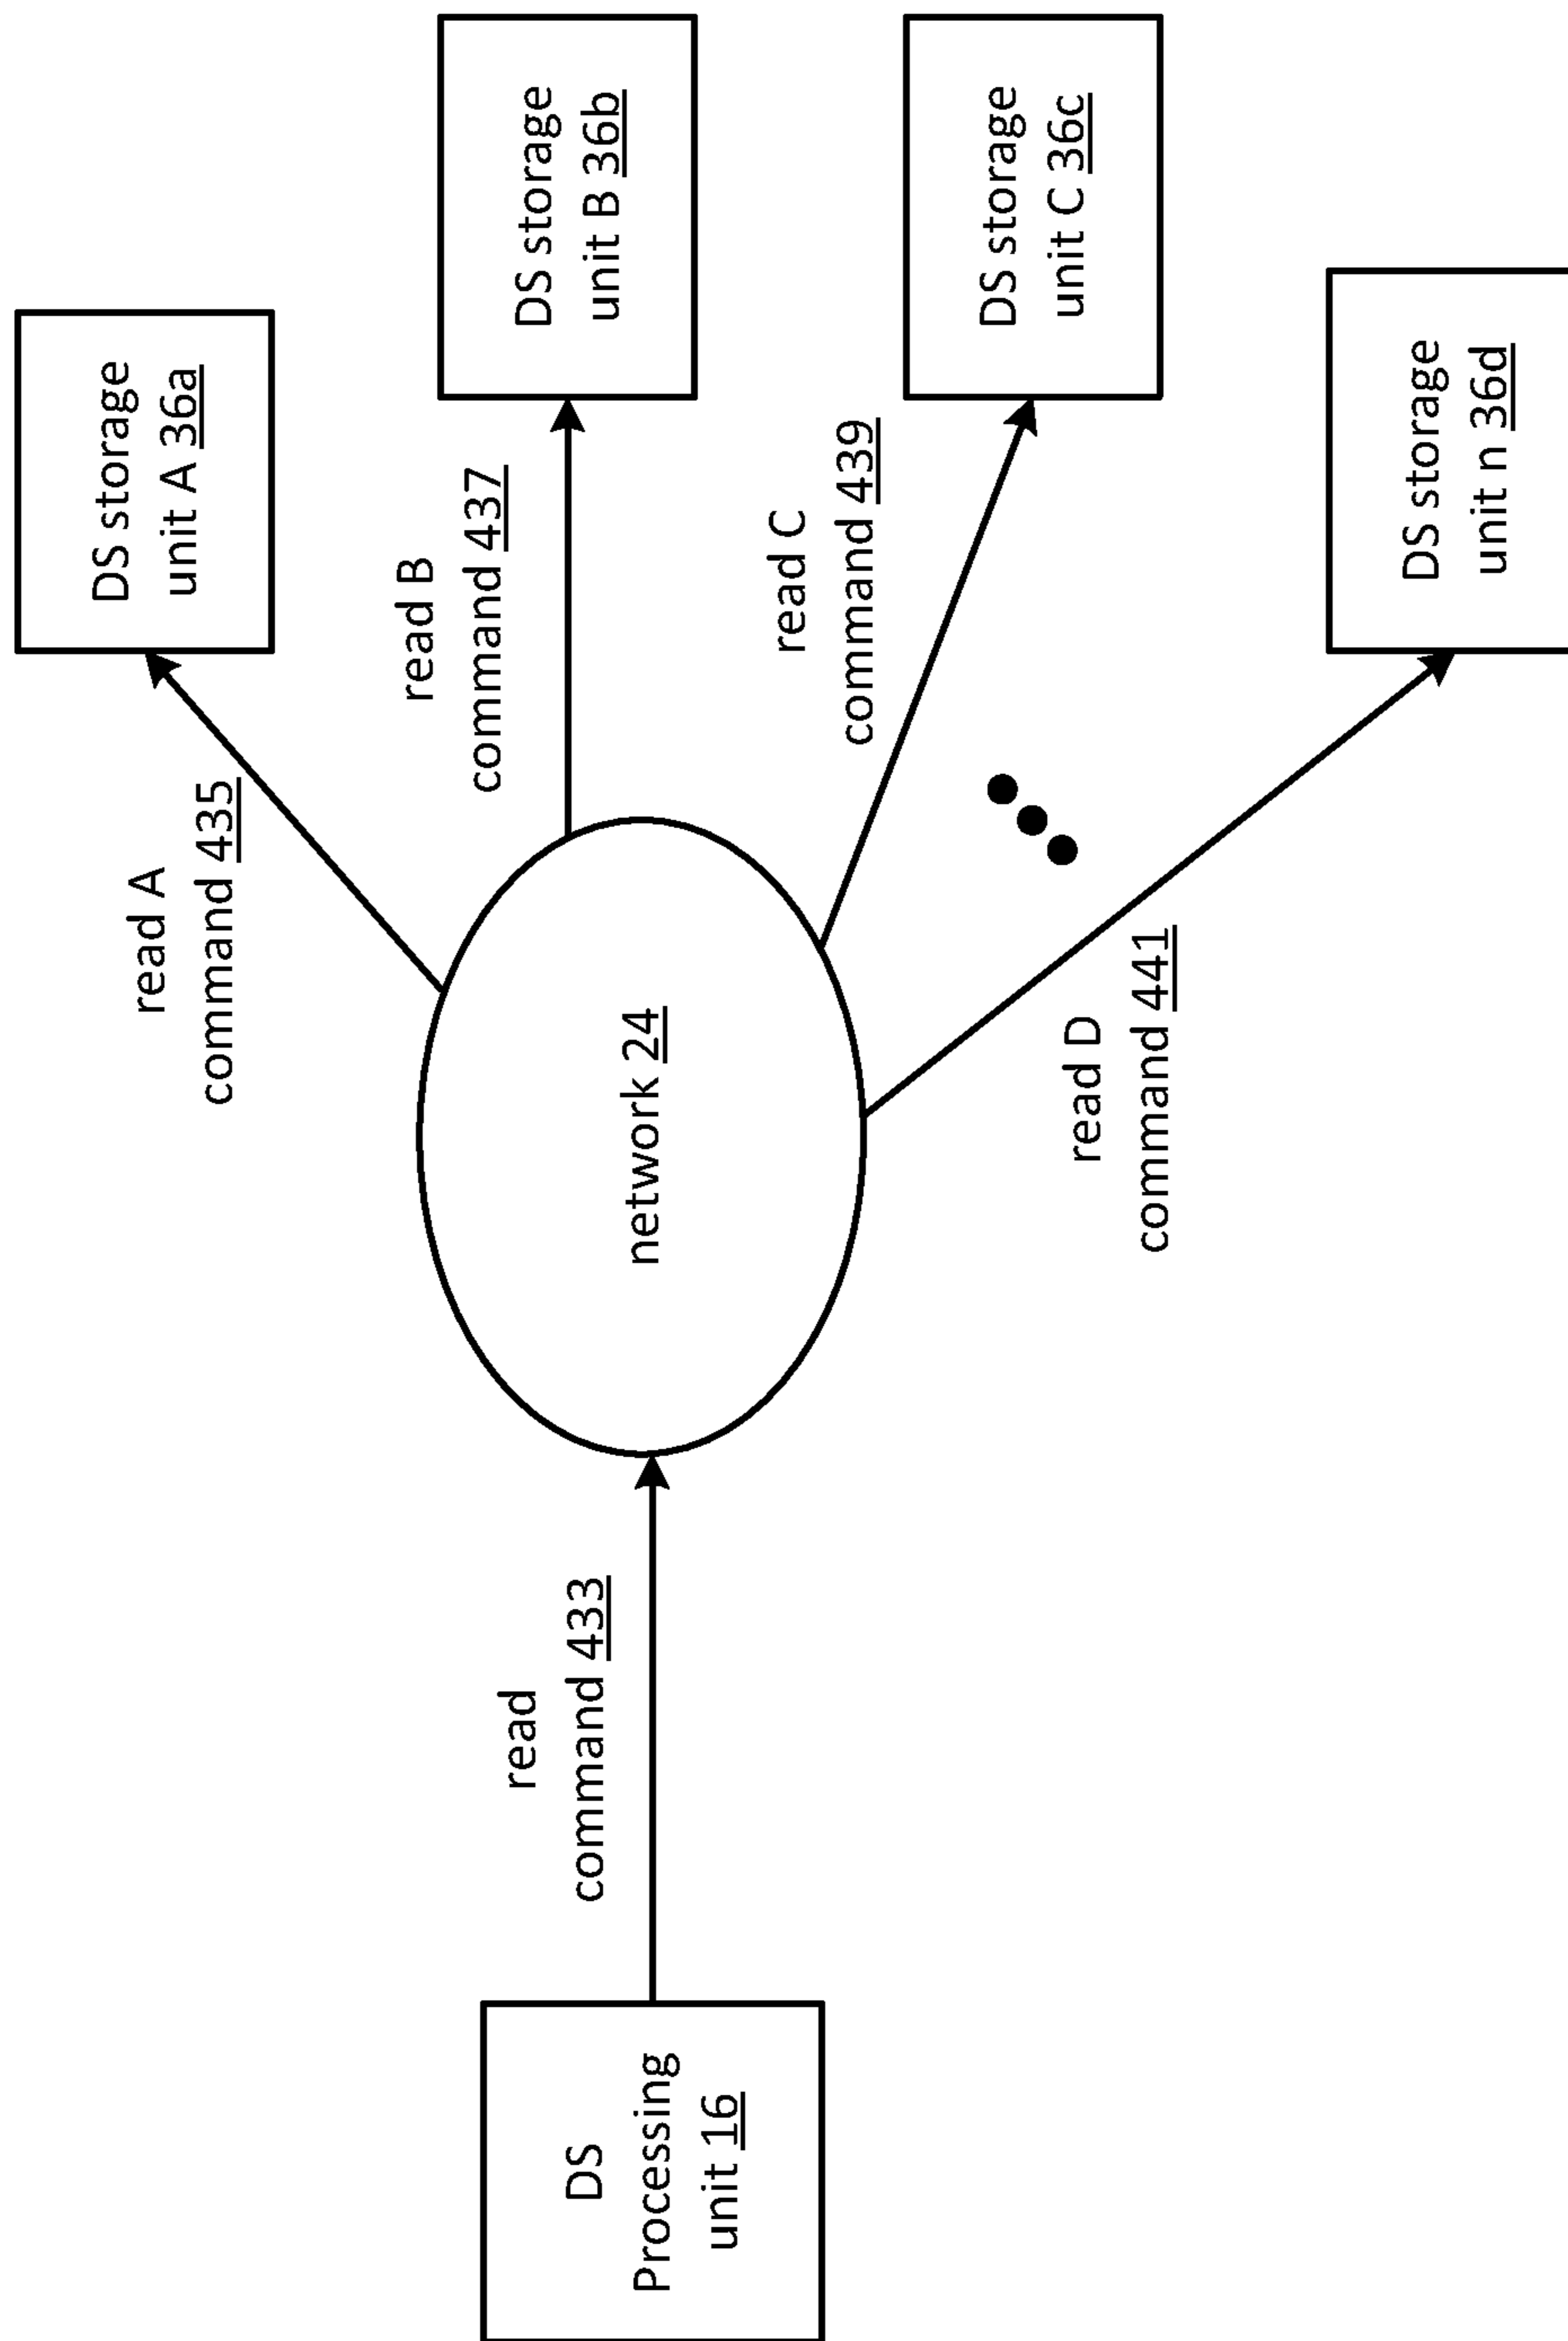 DS
Processing
unit 16
read
command 433
network 24
read A
command 435
read B
command 437
read C
command 439
read D
command 441
DS storage
unit A 36a
DS storage
unit B 36b
DS storage
unit C 36c
DS storage
unit n 36d